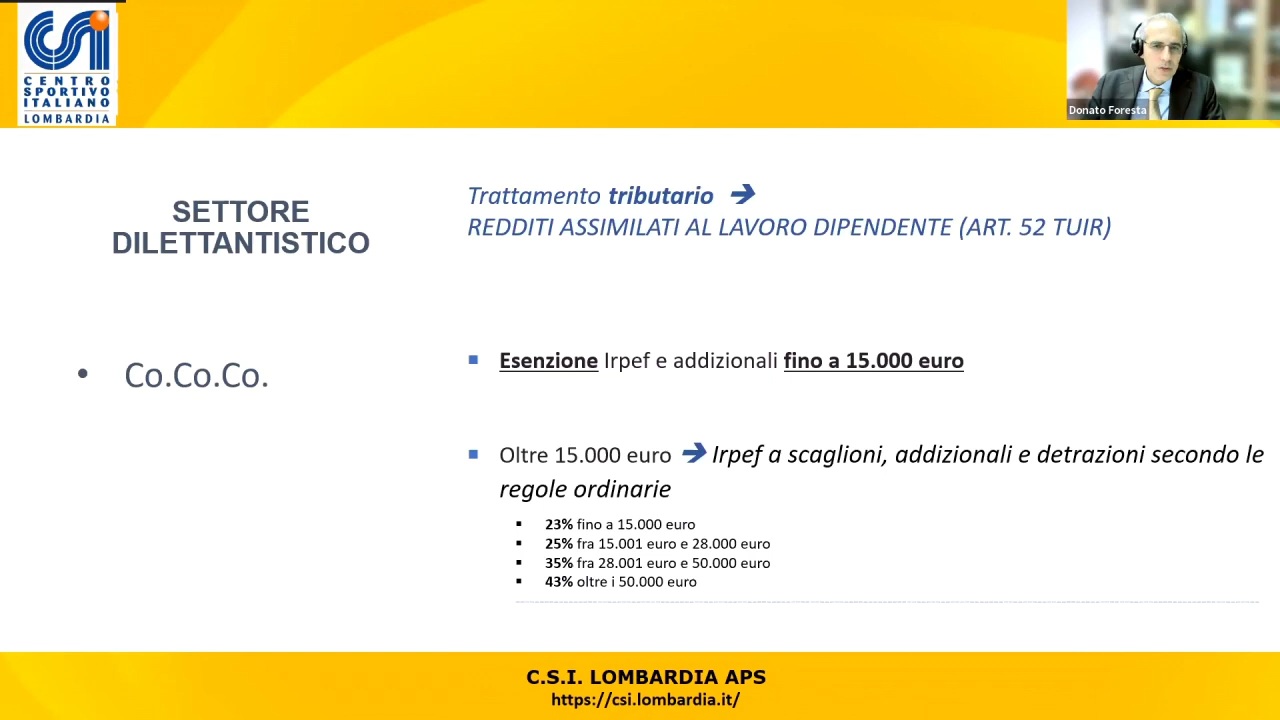 CENTRO
SPORTIVO
ITALIANO
LOMBARDIA
Donato Foresta
SETTORE
DILETTANTISTICO
• Co.Co.Co.
Trattamento tributario ➔
REDDITI ASSIMILATI AL LAVORO DIPENDENTE (ART. 52 TUIR)
▪ Esenzione Irpef e addizionali fino a 15.000 euro
▪ Oltre 15.000 euro ➔ Irpef a scaglioni, addizionali e detrazioni secondo le
regole ordinarie
▪ 23% fino a 15.000 euro
▪ 25% fra 15.001 euro e 28.000 euro
▪ 35% fra 28.001 euro e 50.000 euro
▪ 43% oltre i 50.000 euro
C.S.I. LOMBARDIA APS
https://csi.lombardia.it/